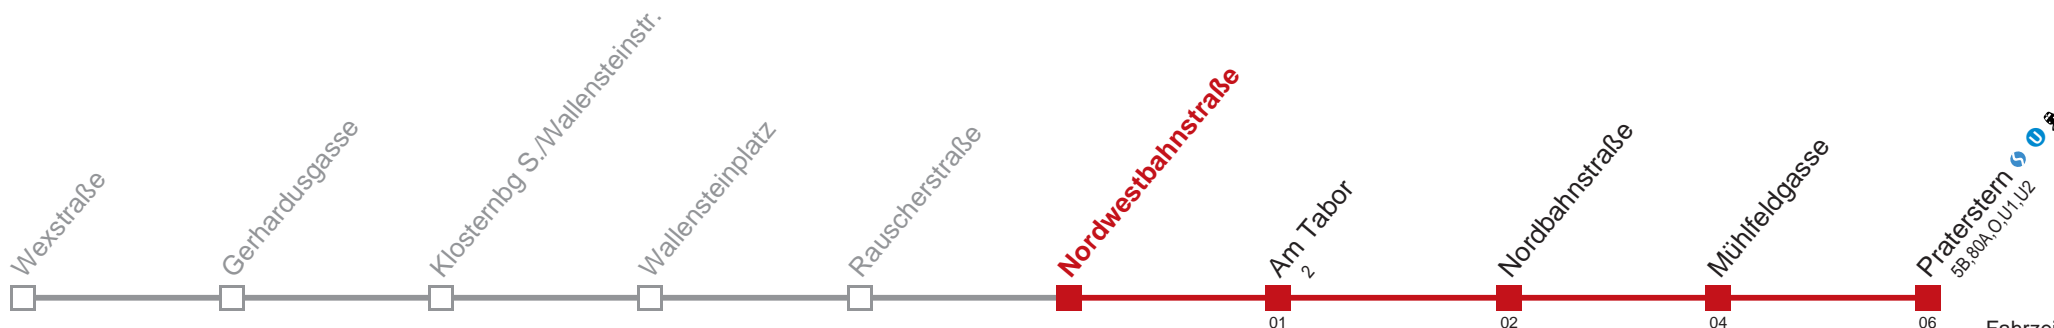 Wexstraße
Gerhardusgasse
Klosternbg S./Wallensteinstr.
Wallensteinplatz
Rauscherstraße
Nordwestbahnstraße
Am Tabor
2
Nordbahnstraße
Mühlfeldgasse
Praterstern S U
5B,80A,O,U1,U2
01
02
04
06